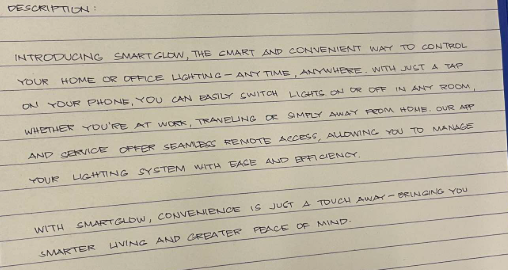 DESCRIPTION:
INTRODUCING SMARTGLOW, THE SMART AND CONVENIENT WAY TO CONTROL
YOUR HOME OR OFFICE LIGHTING – ANYTIME, ANYWHERE. WITH JUST A TAP
ON YOUR PHONE, YOU CAN EASILY SWITCH LIGHTS ON OR OFF IN ANY ROOM,
WHETHER YOU'RE AT WORK, TRAVELING OR SIMPLY AWAY FROM HOME. OUR APP
AND SERVICE OFFER SEAMLESS REMOTE ACCESS, ALLOWING YOU TO MANAGE
YOUR LIGHTING SYSTEM WITH EASE AND EFFICIENCY.
WITH SMARTGLOW, CONVENIENCE IS JUST A TOUCH AWAY – BRINGING YOU
SMARTER LIVING AND GREATER PEACE OF MIND.